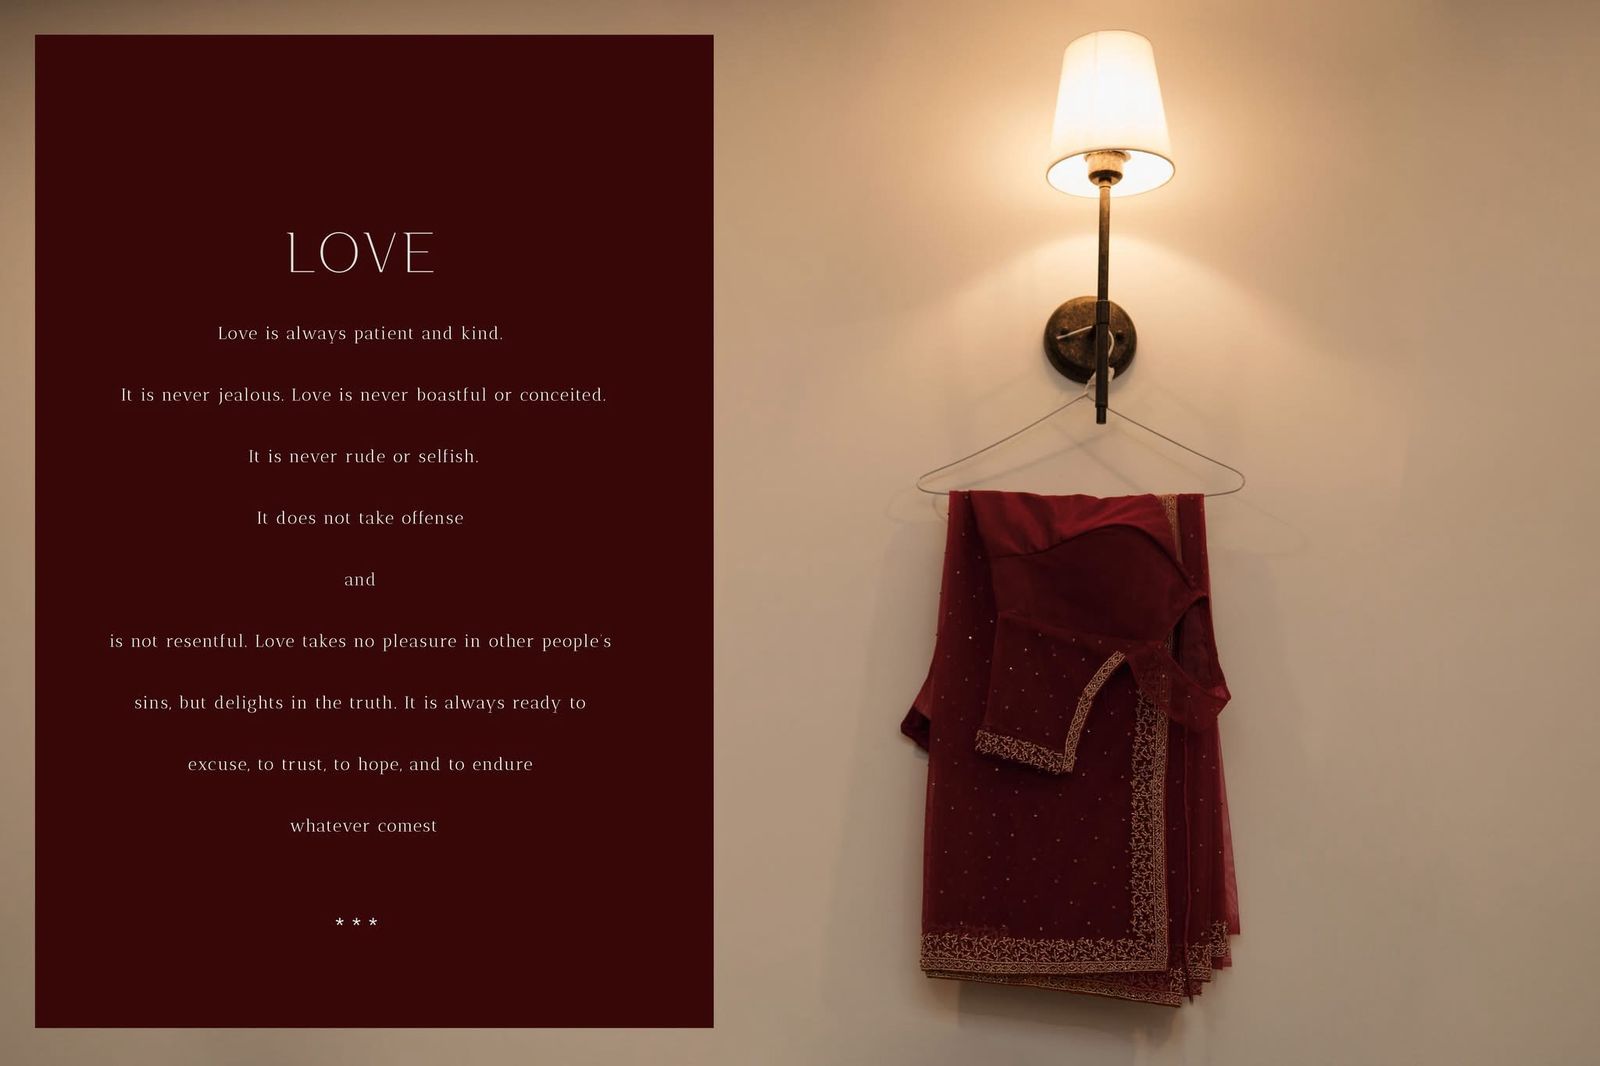 LOVE
Love is always patient and kind.
It is never jealous. Love is never boastful or conceited.
It is never rude or selfish.
It does not take offense
and
is not resentful. Love takes no pleasure in other people's
sins, but delights in the truth. It is always ready to
excuse, to trust, to hope, and to endure
whatever comest
***